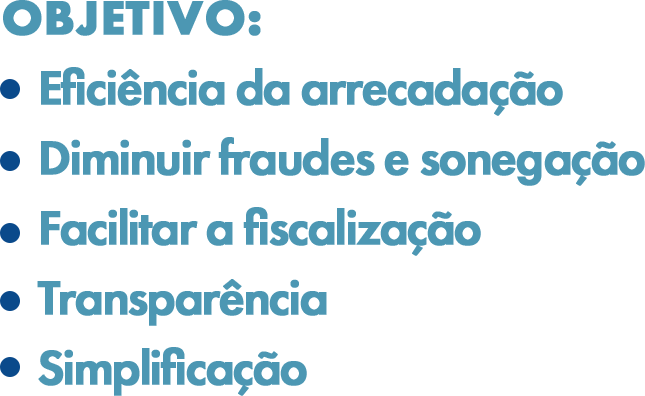 OBJETIVO:
• Eficiência da arrecadação
• Diminuir fraudes e sonegação
• Facilitar a fiscalização
• Transparência
• Simplificação